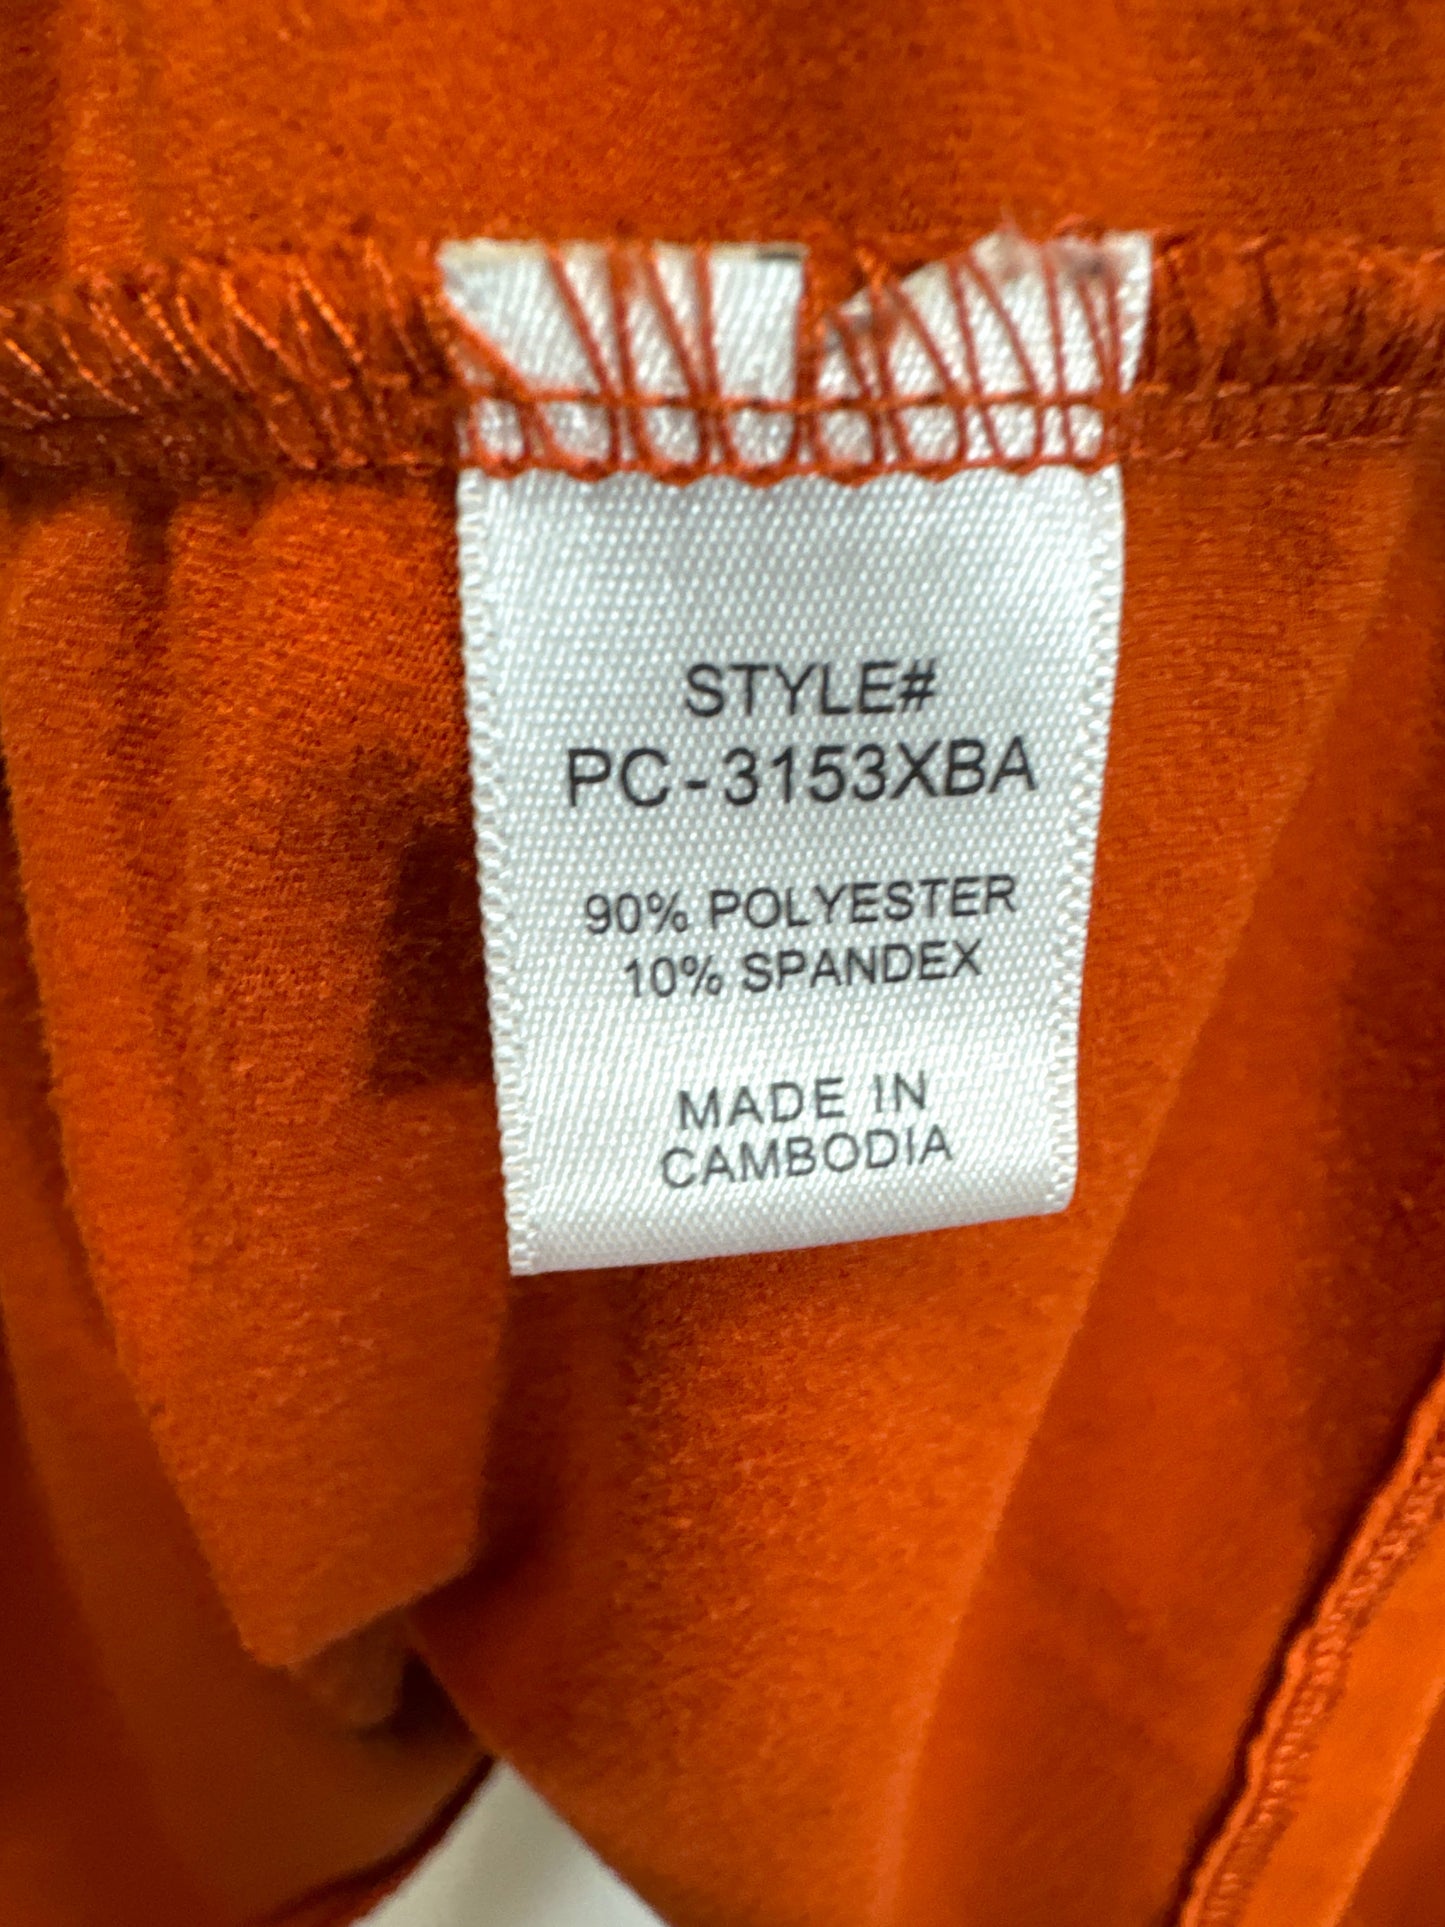 STYLE#
PC-3153XBA
90% POLYESTER
10% SPANDEX
MADE IN
CAMBODIA